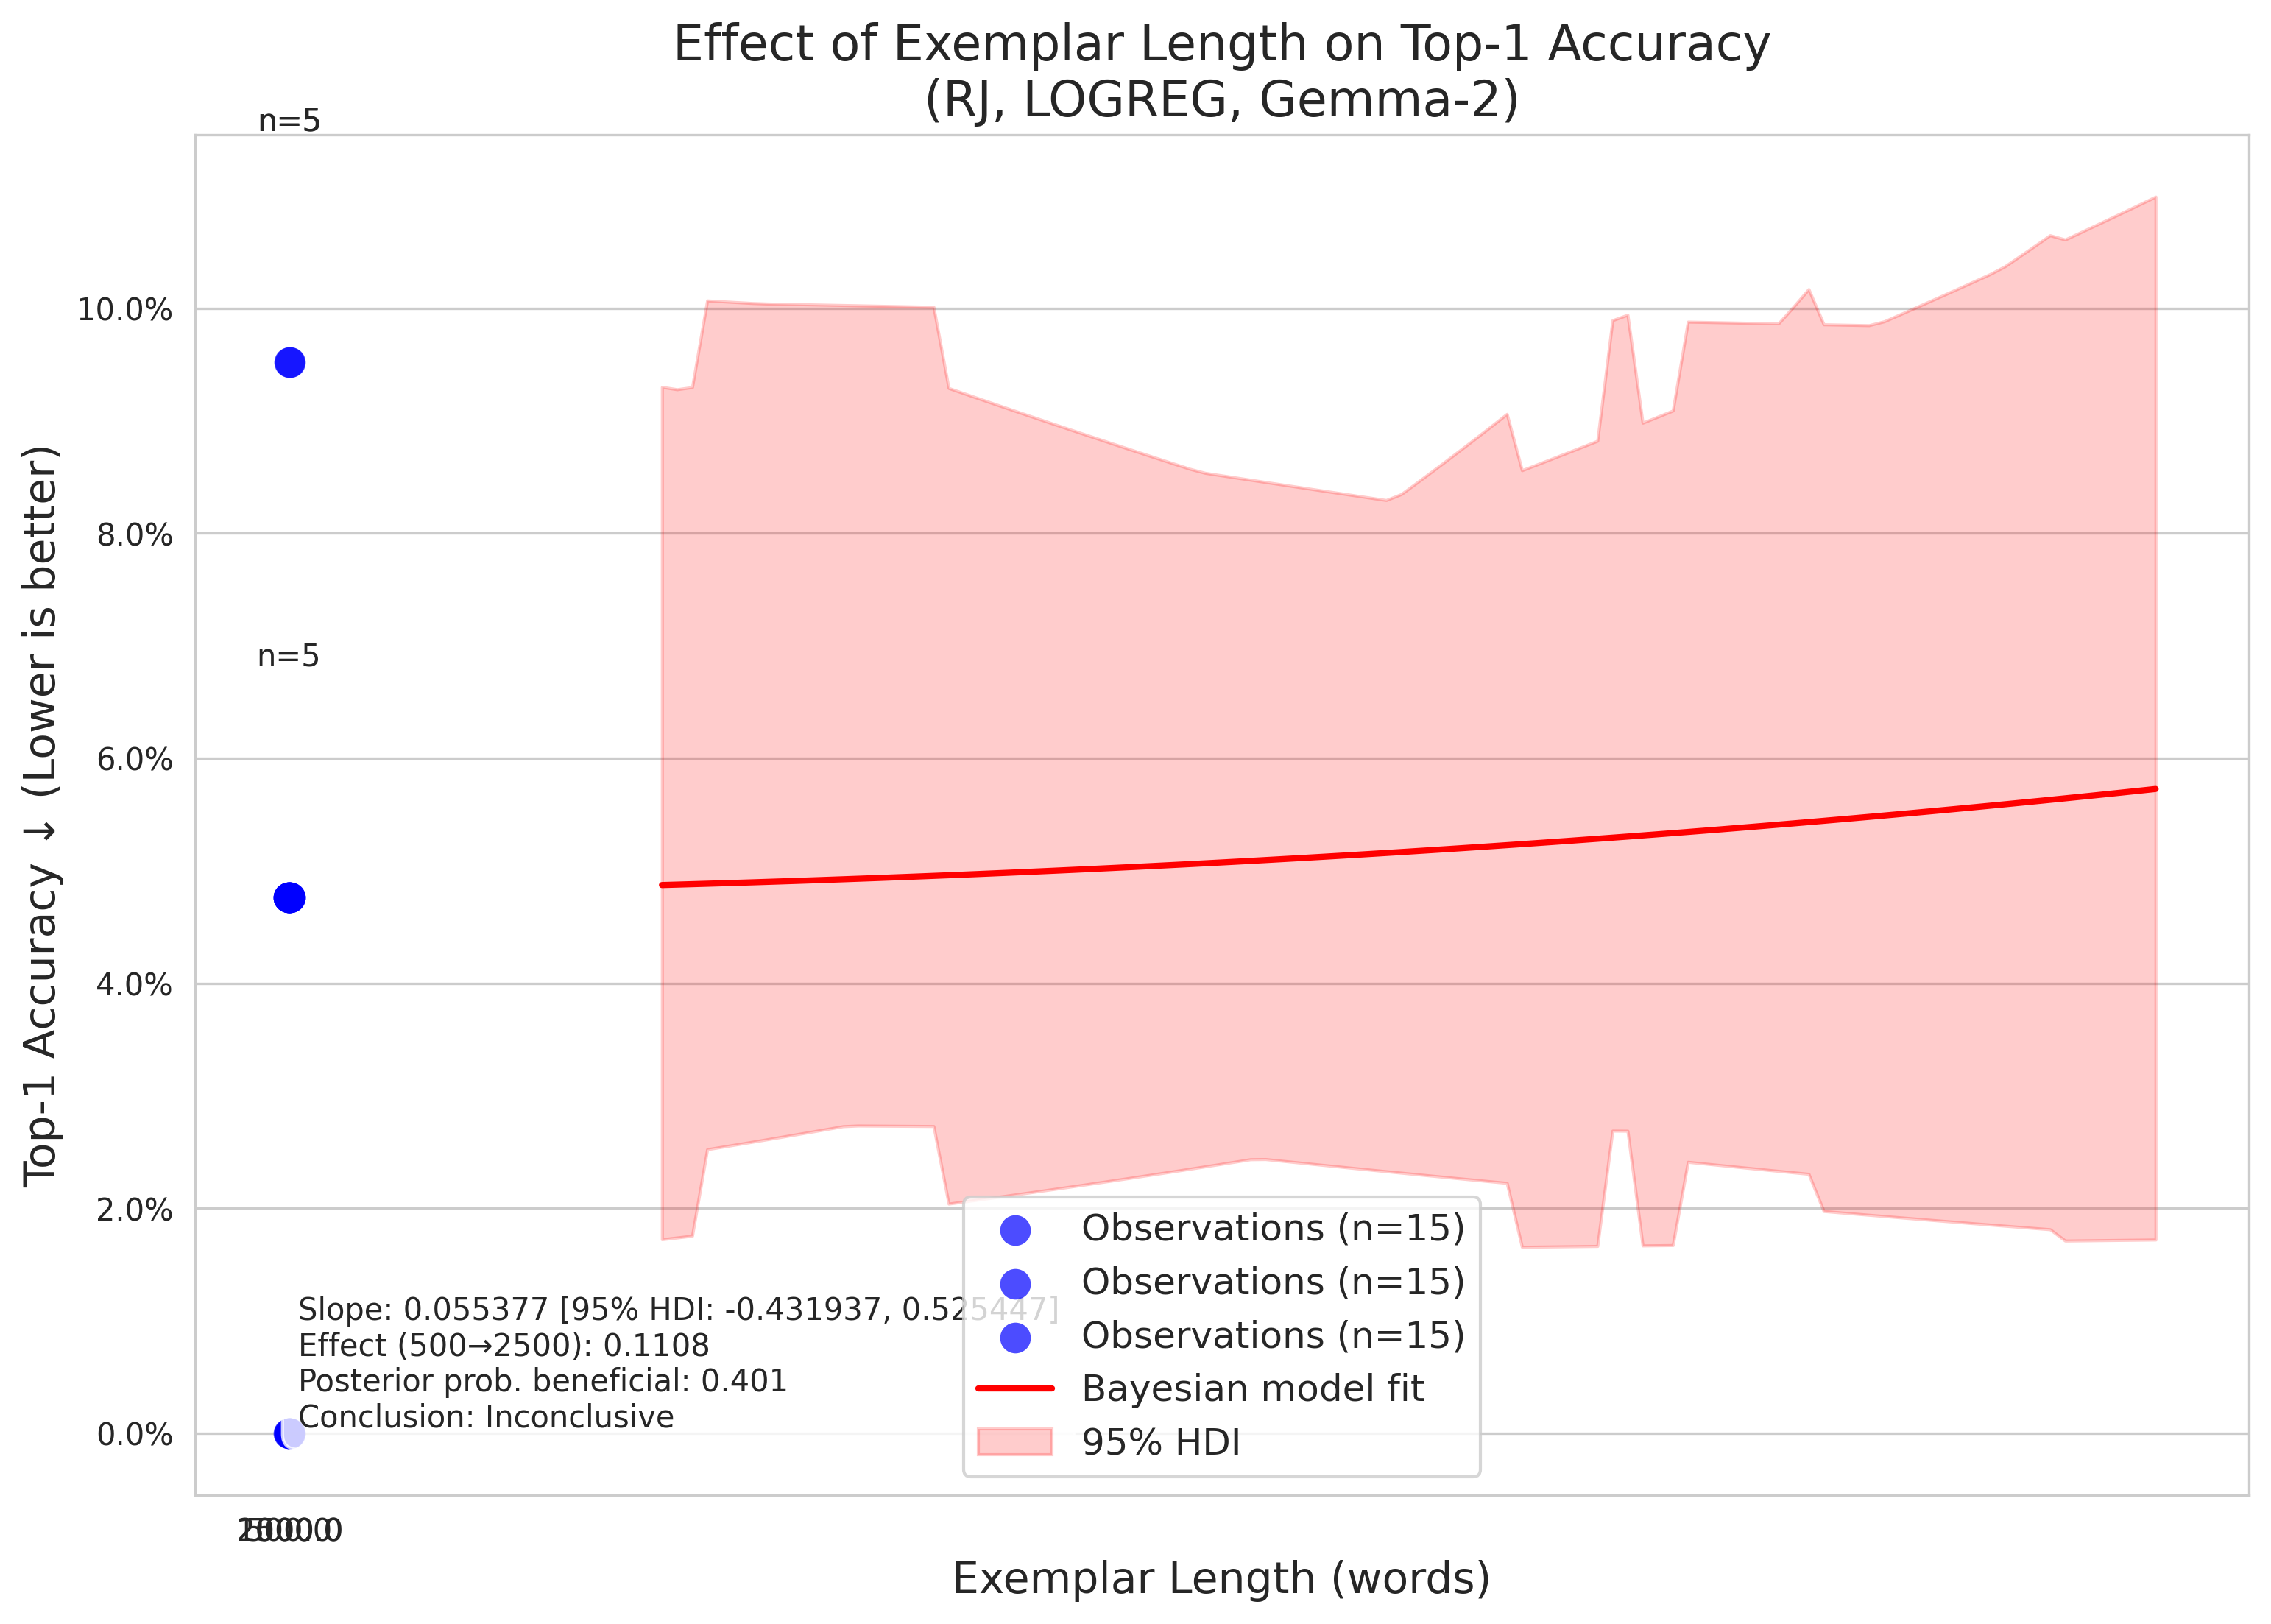 Effect of Exemplar Length on Top-1 Accuracy
(RJ, LOGREG, Gemma-2)
n=5
n=5
Top-1 Accuracy ↓ (Lower is better)
10.0%
8.0%
6.0%
4.0%
2.0%
0.0%
Slope: 0.055377 [95% HDI: -0.431937, 0.525447]
Effect (500→2500): 0.1108
Posterior prob. beneficial: 0.401
Conclusion: Inconclusive
Observations (n=15)
Observations (n=15)
Observations (n=15)
Bayesian model fit
95% HDI
Exemplar Length (words)